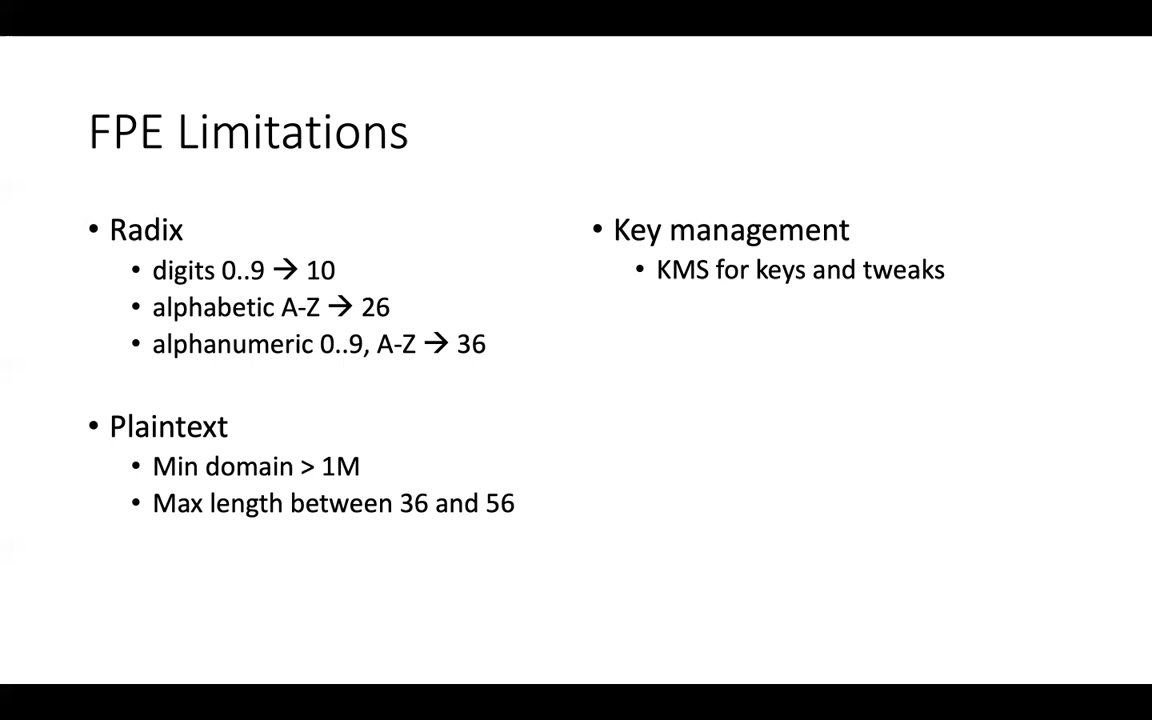 FPE Limitations
• Radix
• digits 0..9 → 10
• alphabetic A-Z → 26
• alphanumeric 0..9, A-Z → 36
• Plaintext
• Min domain > 1M
• Max length between 36 and 56
• Key management
• KMS for keys and tweaks